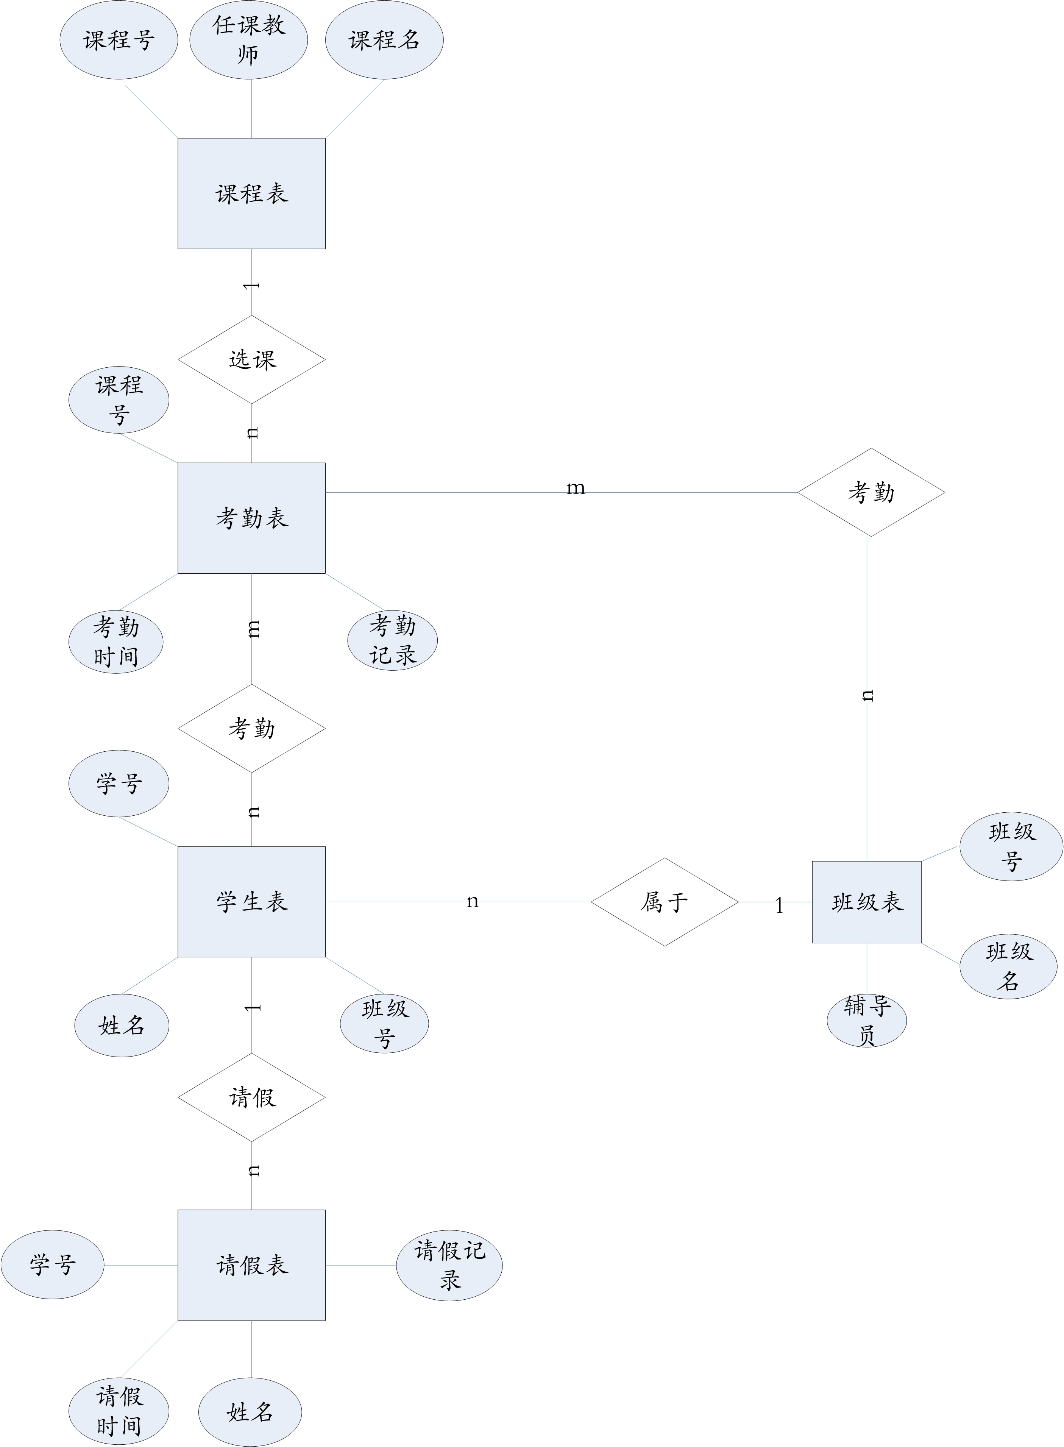 课程号
任课教
师
课程名
课程表
1
选课
课程
号
n
考勤表
m
考勤
考勤
时间
m
考勤
记录
n
考勤
学号
n
学生表
n
属于
1
班级表
班级
号
班级
名
辅导
员
姓名
1
班级
号
请假
n
学号
请假表
请假记
录
请假
时间
姓名